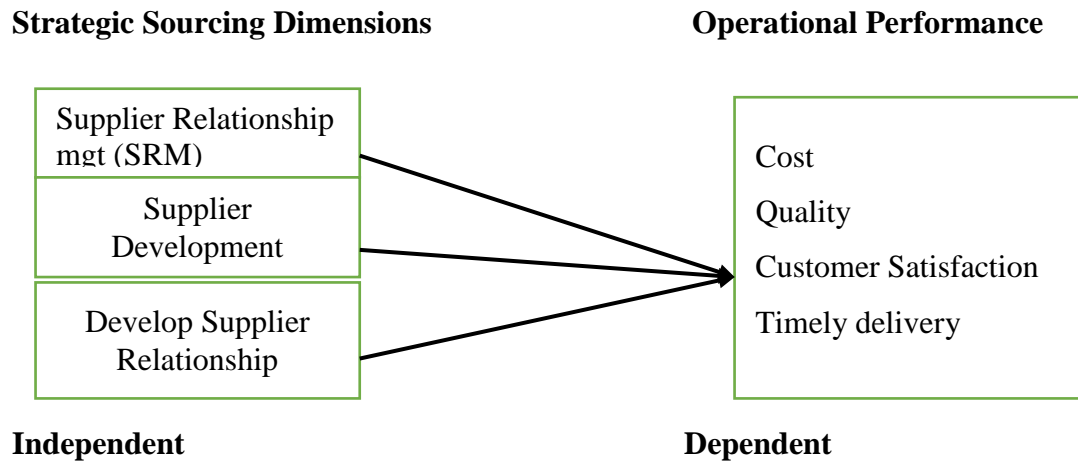 Strategic Sourcing Dimensions
Operational Performance
Supplier Relationship
mgt (SRM)
Supplier
Development
Develop Supplier
Relationship
Cost
Quality
Customer Satisfaction
Timely delivery
Independent
Dependent